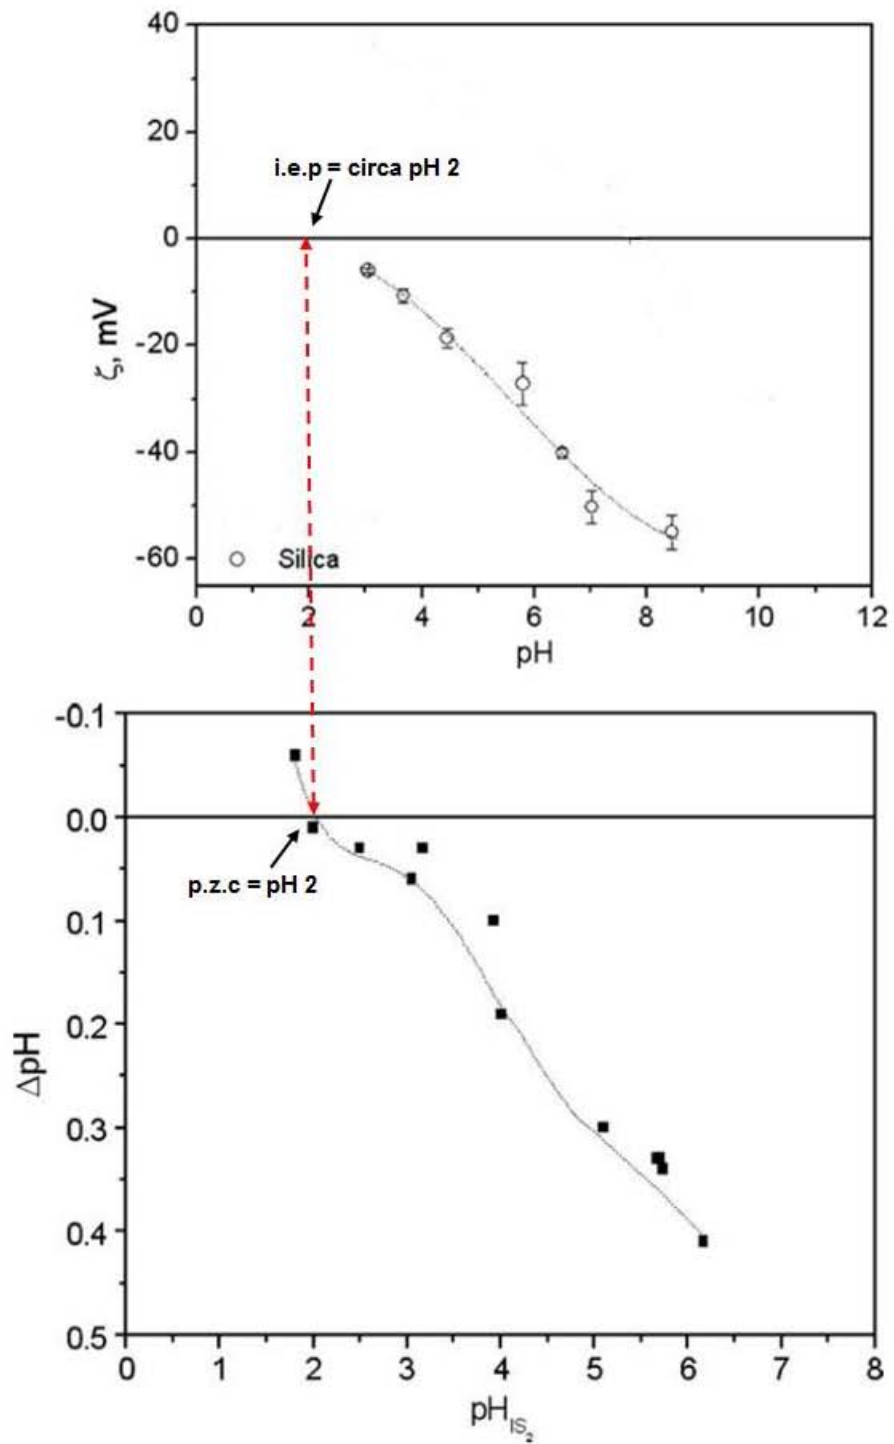 40
20
i.e.p = circa pH 2
0
-20
ζ, mV
-40
-60
Silica
0 2 4 6 8 10 12
pH
-0.1
0.0
p.z.c = pH 2
0.1
0.2
ΔpH
0.3
0.4
0.5
0 1 2 3 4 5 6 7 8
pH_IS₂